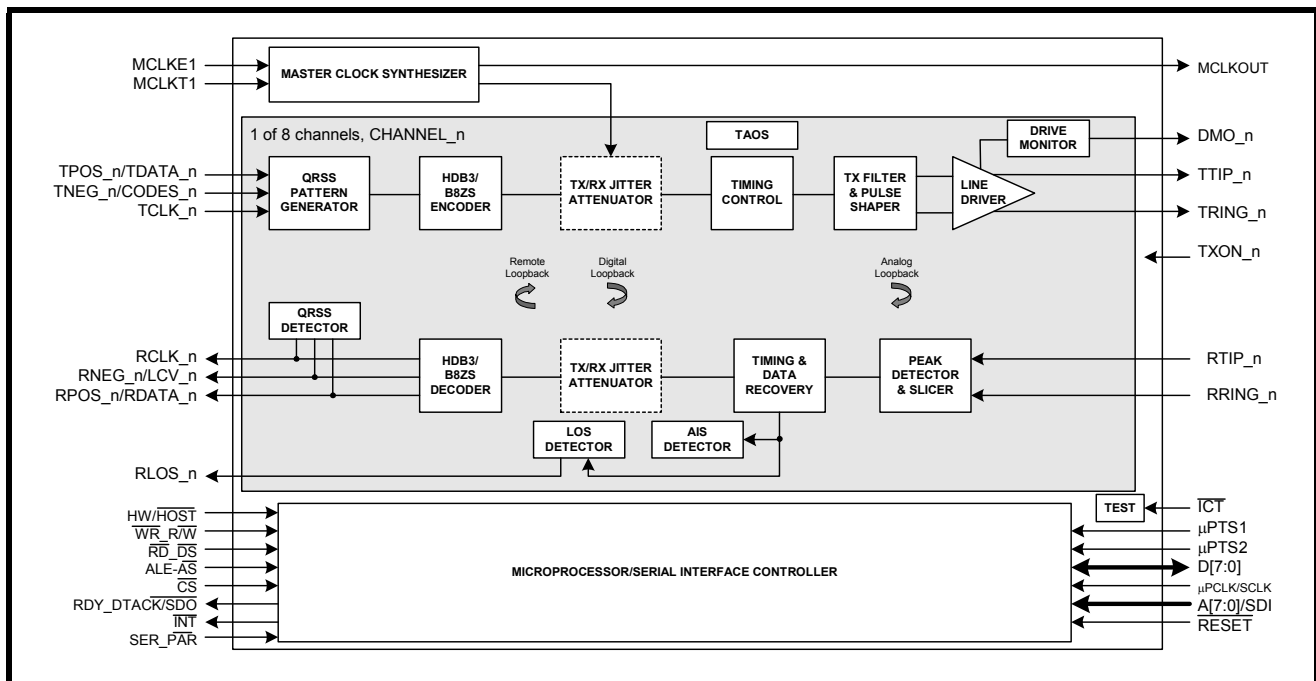 MCLKE1
MCLKT1
MASTER CLOCK SYNTHESIZER
MCLKOUT
1 of 8 channels, CHANNEL_n
TAOS
DRIVE
MONITOR
DMO_n
TPOS_n/TDATA_n
TNEG_n/CODES_n
TCLK_n
QRSS
PATTERN
GENERATOR
HDB3/
B8ZS
ENCODER
TX/RX JITTER
ATTENUATOR
TIMING
CONTROL
TX FILTER
& PULSE
SHAPER
LINE
DRIVER
TTIP_n
TRING_n
TXON_n
Remote
Loopback
Digital
Loopback
Analog
Loopback
QRSS
DETECTOR
RCLK_n
RNEG_n/LCV_n
RPOS_n/RDATA_n
HDB3/
B8ZS
DECODER
TX/RX JITTER
ATTENUATOR
TIMING &
DATA
RECOVERY
PEAK
DETECTOR
& SLICER
RTIP_n
RRING_n
LOS
DETECTOR
AIS
DETECTOR
RLOS_n
TEST
ICT
HW/HOST
WR_R/W
RD_DS
ALE-AS
CS
RDY_DTACK/SDO
INT
SER_PAR
MICROPROCESSOR/SERIAL INTERFACE CONTROLLER
µPTS1
µPTS2
D[7:0]
µPCLK/SCLK
A[7:0]/SDI
RESET